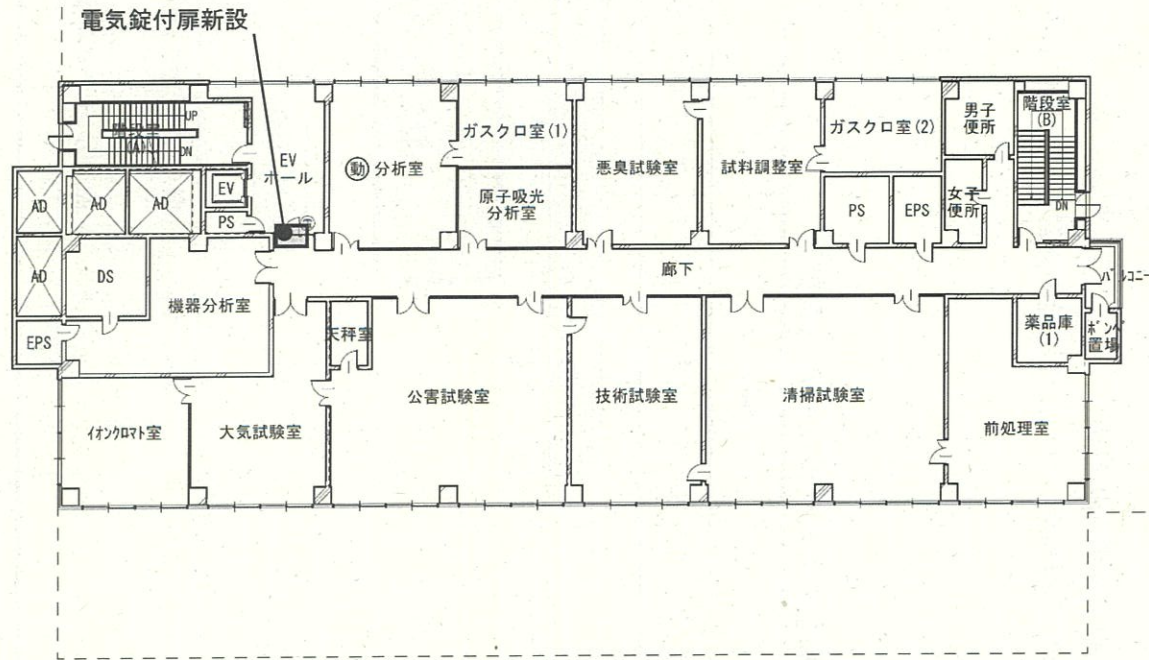 電気錠付扉新設
UP
階段室
(A)
DN
EV
ホール
動 分析室
ガスクロ室(1)
原子吸光
分析室
悪臭試験室
試料調整室
ガスクロ室(2)
男子
便所
階段室
(B)
DN
AD
AD
AD
EV
PS
PS
EPS
女子
便所
AD
DS
機器分析室
廊下
バルコニー
EPS
天秤室
薬品庫
(1)
ボンベ
置場
イオンクロマト室
大気試験室
公害試験室
技術試験室
清掃試験室
前処理室